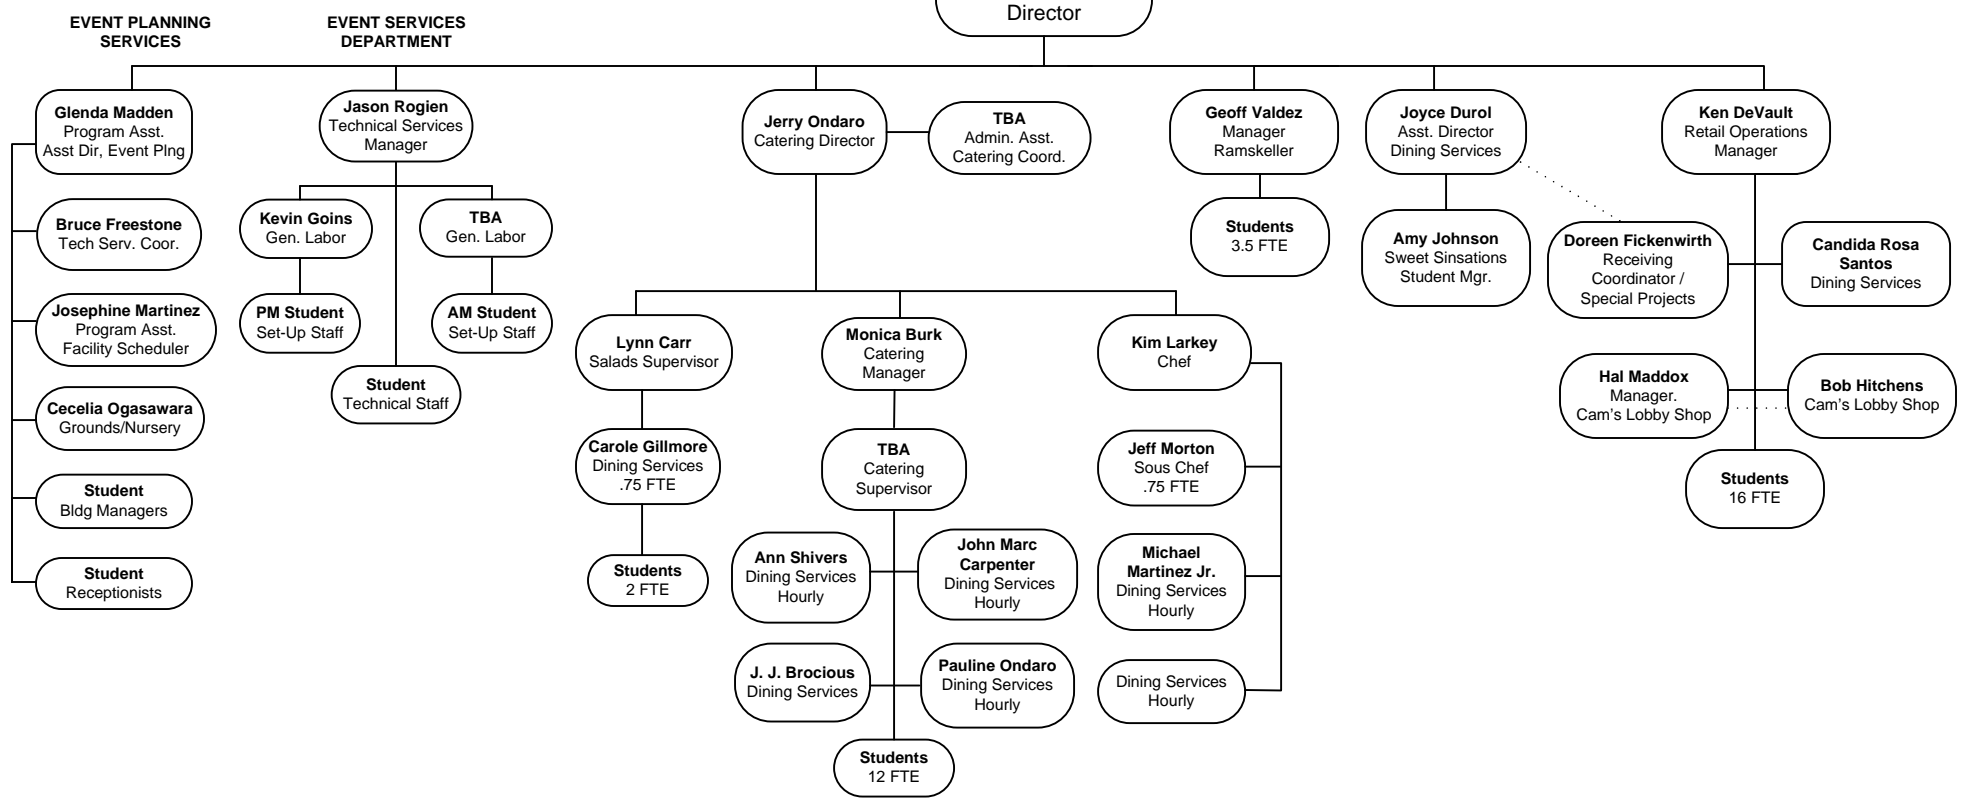 Director
EVENT PLANNING
SERVICES
EVENT SERVICES
DEPARTMENT
Glenda Madden
Program Asst.
Asst Dir, Event Plng
Bruce Freestone
Tech Serv. Coor.
Josephine Martinez
Program Asst.
Facility Scheduler
Cecelia Ogasawara
Grounds/Nursery
Student
Bldg Managers
Student
Receptionists
Jason Rogien
Technical Services
Manager
Kevin Goins
Gen. Labor
TBA
Gen. Labor
PM Student
Set-Up Staff
AM Student
Set-Up Staff
Student
Technical Staff
Jerry Ondaro
Catering Director
TBA
Admin. Asst.
Catering Coord.
Lynn Carr
Salads Supervisor
Carole Gillmore
Dining Services
.75 FTE
Students
2 FTE
Monica Burk
Catering
Manager
TBA
Catering
Supervisor
Ann Shivers
Dining Services
Hourly
John Marc
Carpenter
Dining Services
Hourly
J. J. Brocious
Dining Services
Pauline Ondaro
Dining Services
Hourly
Students
12 FTE
Kim Larkey
Chef
Jeff Morton
Sous Chef
.75 FTE
Michael
Martinez Jr.
Dining Services
Hourly
Dining Services
Hourly
Geoff Valdez
Manager
Ramskeller
Students
3.5 FTE
Joyce Durol
Asst. Director
Dining Services
Amy Johnson
Sweet Sinsations
Student Mgr.
Ken DeVault
Retail Operations
Manager
Doreen Fickenwirth
Receiving
Coordinator /
Special Projects
Candida Rosa
Santos
Dining Services
Hal Maddox
Manager.
Cam's Lobby Shop
Bob Hitchens
Cam's Lobby Shop
Students
16 FTE